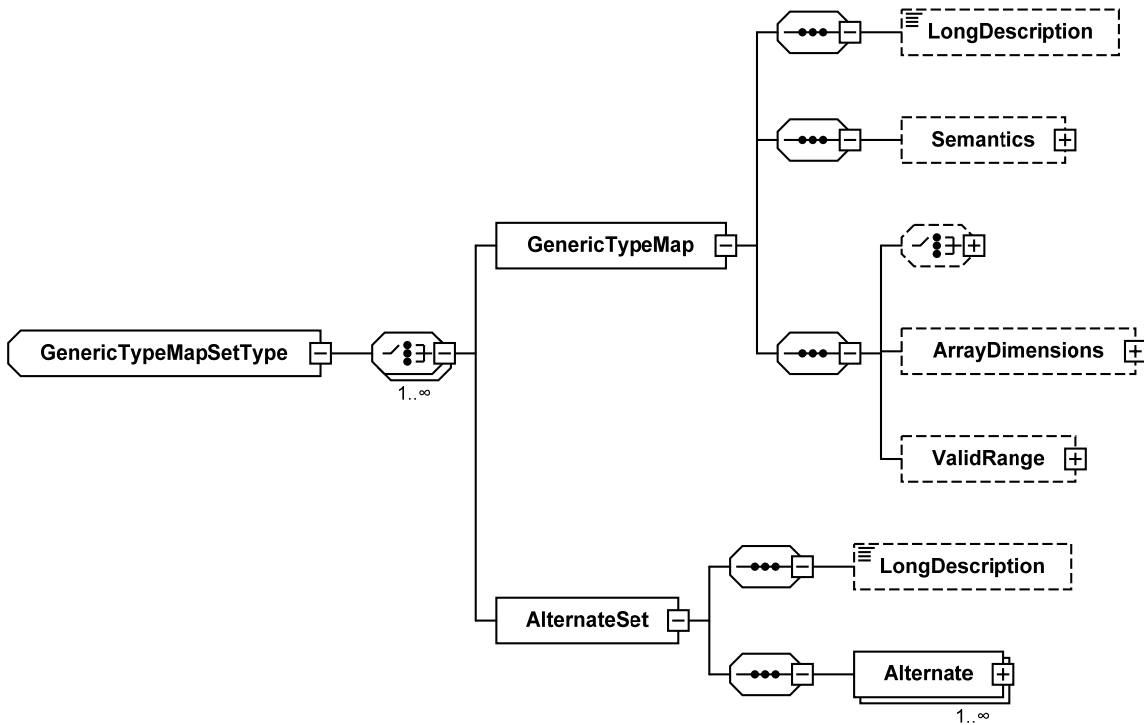 LongDescription
Semantics
GenericTypeMap
GenericTypeMapSetType
1..∞
ArrayDimensions
ValidRange
LongDescription
AlternateSet
Alternate
1..∞